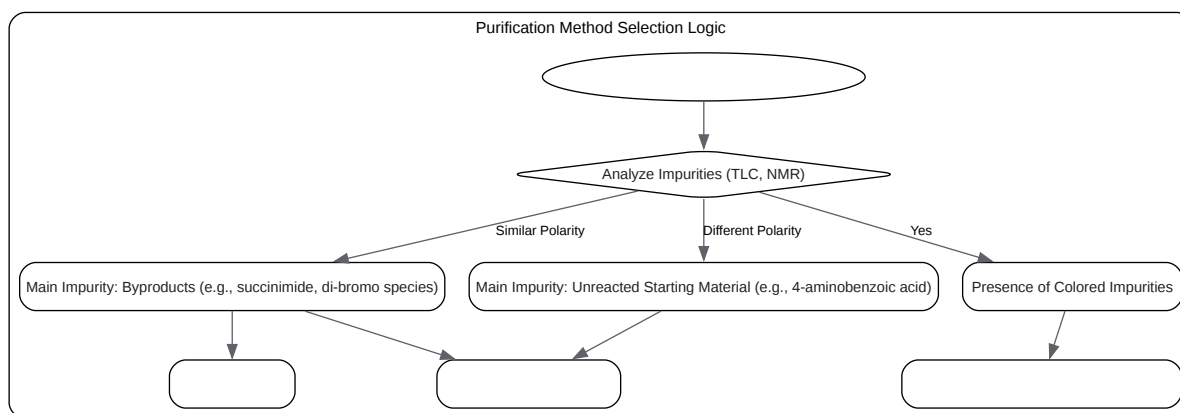 Purification Method Selection Logic
Analyze Impurities (TLC, NMR)
Similar Polarity
Different Polarity
Yes
Main Impurity: Byproducts (e.g., succinimide, di-bromo species)
Main Impurity: Unreacted Starting Material (e.g., 4-aminobenzoic acid)
Presence of Colored Impurities